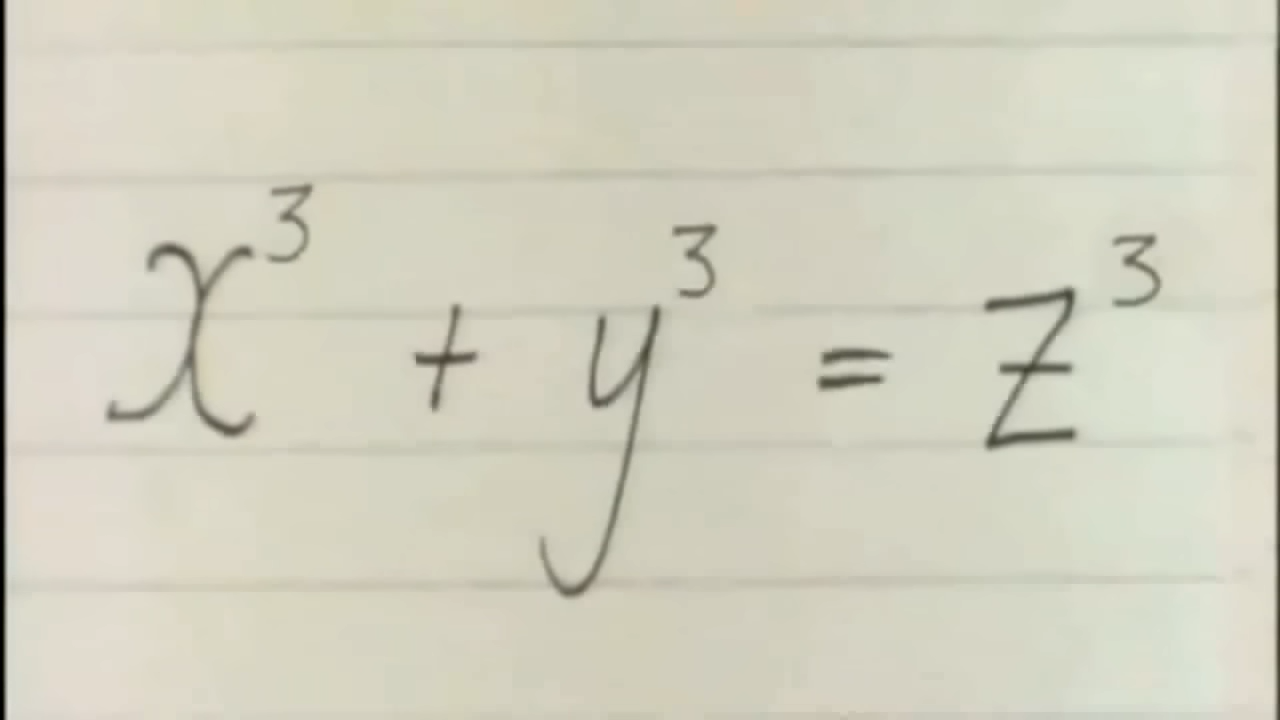 x³ + y³ = z³